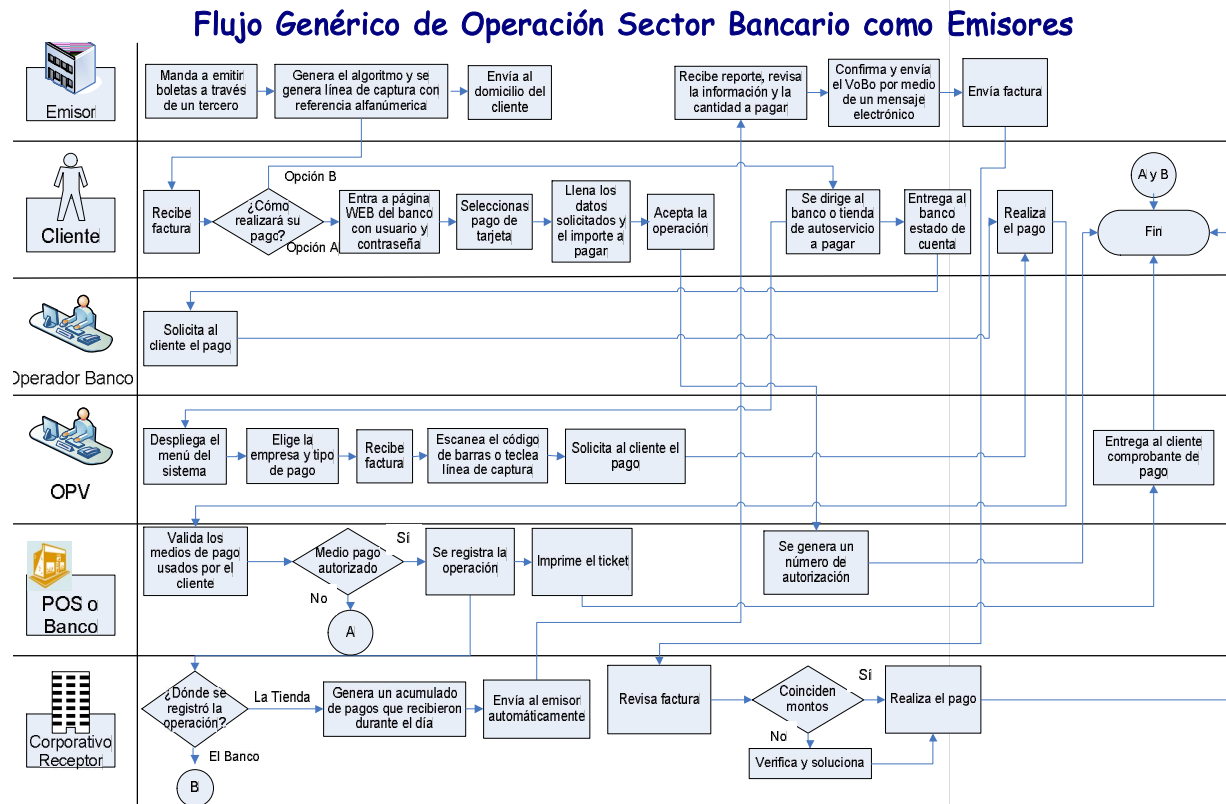 Flujo Genérico de Operación Sector Bancario como Emisores
Emisor
Manda a emitir
boletas a través
de un tercero
Genera el algoritmo y se
genera línea de captura con
referencia alfanúmerica
Envía al
domicilio del
cliente
Recibe reporte, revisa
la información y la
cantidad a pagar
Confirma y envía
el VoBo por medio
de un mensaje
electrónico
Envía factura
Cliente
Recibe
factura
¿Cómo
realizará su
pago?
Opción B
Opción A
Entra a página
WEB del banco
con usuario y
contraseña
Seleccionas
pago de
tarjeta
Llena los
datos
solicitados y
el importe a
pagar
Acepta la
operación
Se dirige al
banco o tienda
de autoservicio
a pagar
Entrega al
banco
estado de
cuenta
Realiza
el pago
A y B
Fin
Operador Banco
Solicita al
cliente el pago
OPV
Despliega el
menú del
sistema
Elige la
empresa y tipo
de pago
Recibe
factura
Escanea el código
de barras o teclea
línea de captura
Solicita al cliente el
pago
Entrega al cliente
comprobante de
pago
POS o
Banco
Valida los
medios de pago
usados por el
cliente
Medio pago
autorizado
Sí
No
A
Se registra la
operación
Imprime el ticket
Se genera un
número de
autorización
Corporativo
Receptor
¿Dónde se
registró la
operación?
La Tienda
El Banco
B
Genera un acumulado
de pagos que recibieron
durante el día
Envía al emisor
automáticamente
Revisa factura
Coinciden
montos
Sí
No
Realiza el pago
Verifica y soluciona